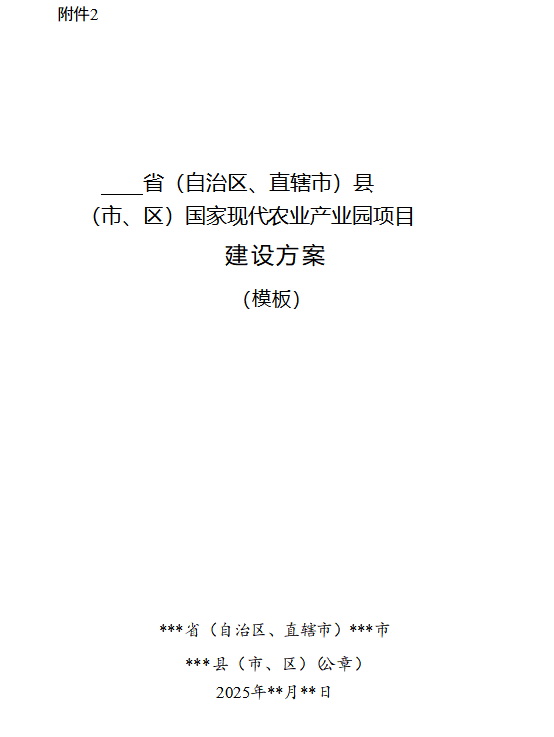 附件2
____省（自治区、直辖市）县
（市、区）国家现代农业产业园项目
建设方案
（模板）
***省（自治区、直辖市）***市
***县（市、区）（公章）
2025年**月**日